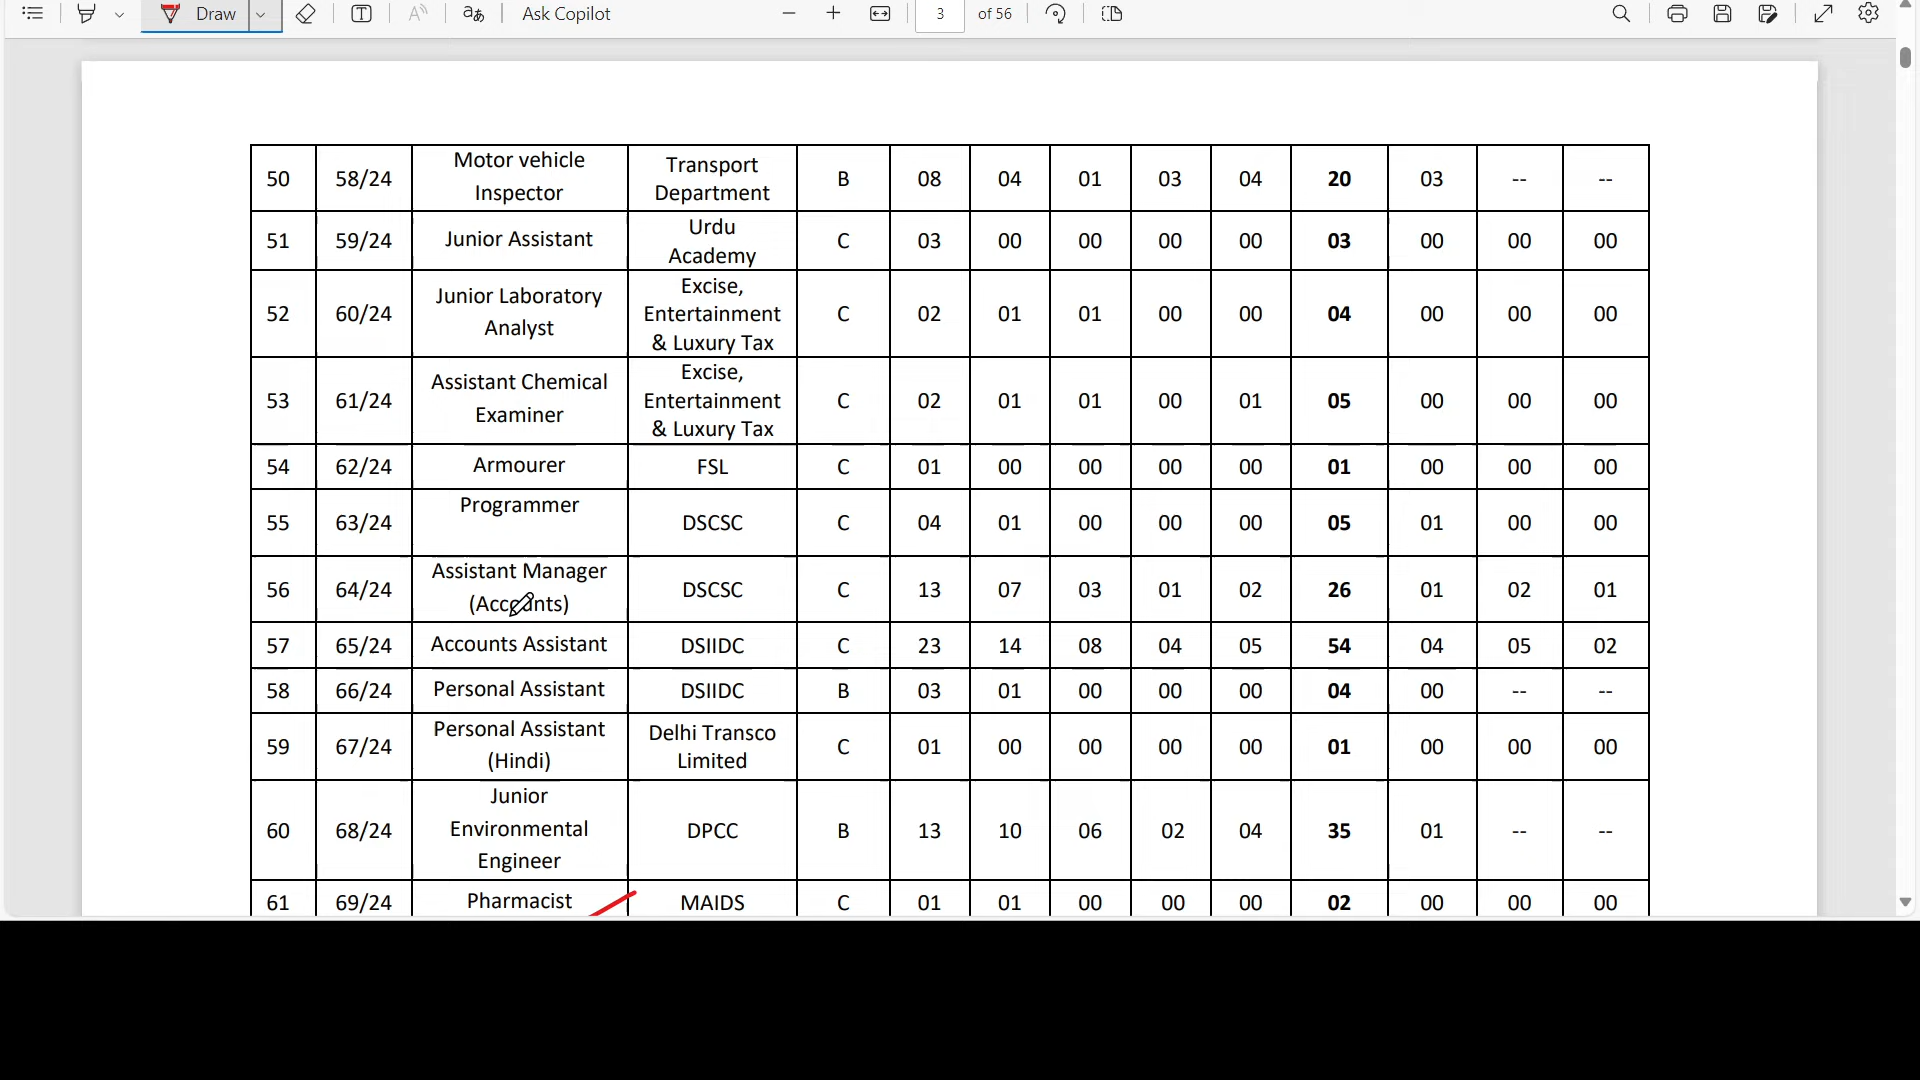 Draw
Ask Copilot
3 of 56
50 58/24 Motor vehicle Inspector Transport Department B 08 04 01 03 04 20 03 -- --
51 59/24 Junior Assistant Urdu Academy C 03 00 00 00 00 03 00 00 00
52 60/24 Junior Laboratory Analyst Excise, Entertainment & Luxury Tax C 02 01 01 00 00 04 00 00 00
53 61/24 Assistant Chemical Examiner Excise, Entertainment & Luxury Tax C 02 01 01 00 01 05 00 00 00
54 62/24 Armourer FSL C 01 00 00 00 00 01 00 00 00
55 63/24 Programmer DSCSC C 04 01 00 00 00 05 01 00 00
56 64/24 Assistant Manager (Accounts) DSCSC C 13 07 03 01 02 26 01 02 01
57 65/24 Accounts Assistant DSIIDC C 23 14 08 04 05 54 04 05 02
58 66/24 Personal Assistant DSIIDC B 03 01 00 00 00 04 00 -- --
59 67/24 Personal Assistant (Hindi) Delhi Transco Limited C 01 00 00 00 00 01 00 00 00
60 68/24 Junior Environmental Engineer DPCC B 13 10 06 02 04 35 01 -- --
61 69/24 Pharmacist MAIDS C 01 01 00 00 00 02 00 00 00